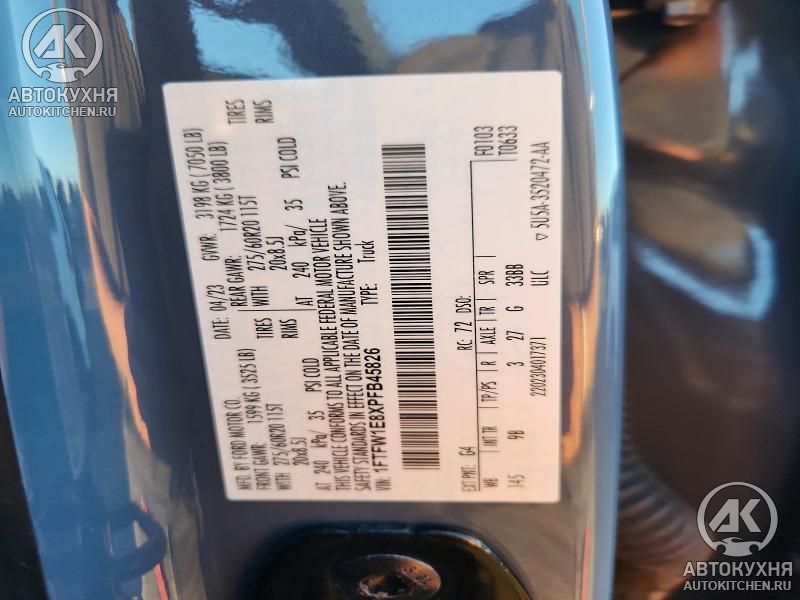 AK
АВТОКУХНЯ
AUTOKITCHEN.RU
MFD. BY FORD MOTOR CO. DATE: 04/23 GVWR: 3198 KG (7050 LB)
FRONT GAWR: 1599 KG (3525 LB) REAR GAWR: 1724 KG (3800 LB)
WITH 275/60R20 115T TIRES WITH 275/60R20 115T TIRES
20x8.5J RIMS 20x8.5J RIMS
AT 240 kPa/ 35 PSI COLD AT 240 kPa/ 35 PSI COLD
THIS VEHICLE CONFORMS TO ALL APPLICABLE FEDERAL MOTOR VEHICLE
SAFETY STANDARDS IN EFFECT ON THE DATE OF MANUFACTURE SHOWN ABOVE.
VIN: 1FTFW1E8XPFB45826 TYPE: Truck
EXT PNT: G4 RC: 72 DSO: F0103
WB INT TR TP/PS R AXLE TR SPR T0633
145 9B 3 27 G 33BB
220230401737I ULC ▽ 5U5A-3520472-AA
AK
АВТОКУХНЯ
AUTOKITCHEN.RU